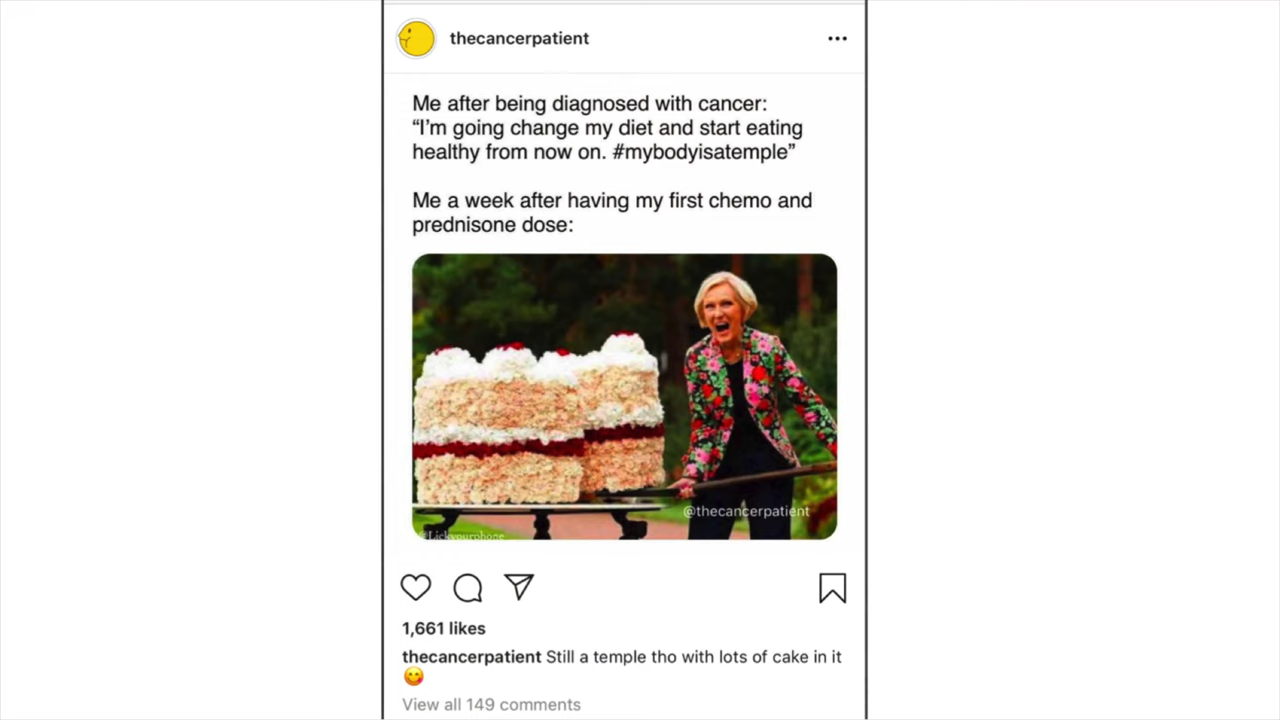 thecancerpatient
Me after being diagnosed with cancer:
“I’m going change my diet and start eating
healthy from now on. #mybodyisatemple”
Me a week after having my first chemo and
prednisone dose:
@thecancerpatient
@Lickyourphone
1,661 likes
thecancerpatient Still a temple tho with lots of cake in it
😋
View all 149 comments